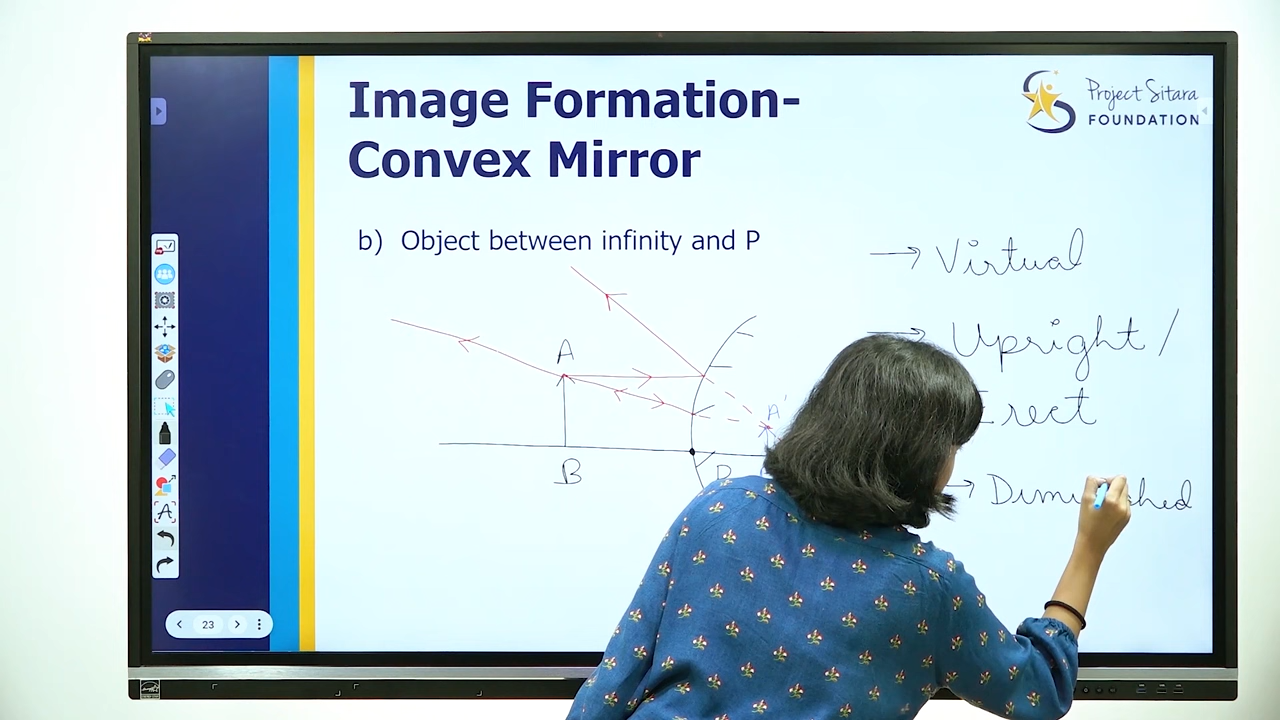 Image Formation-
Convex Mirror
Project Sitara
FOUNDATION
b) Object between infinity and P
→ Virtual
→ Upright /
→
A
A'
B
P
23
A